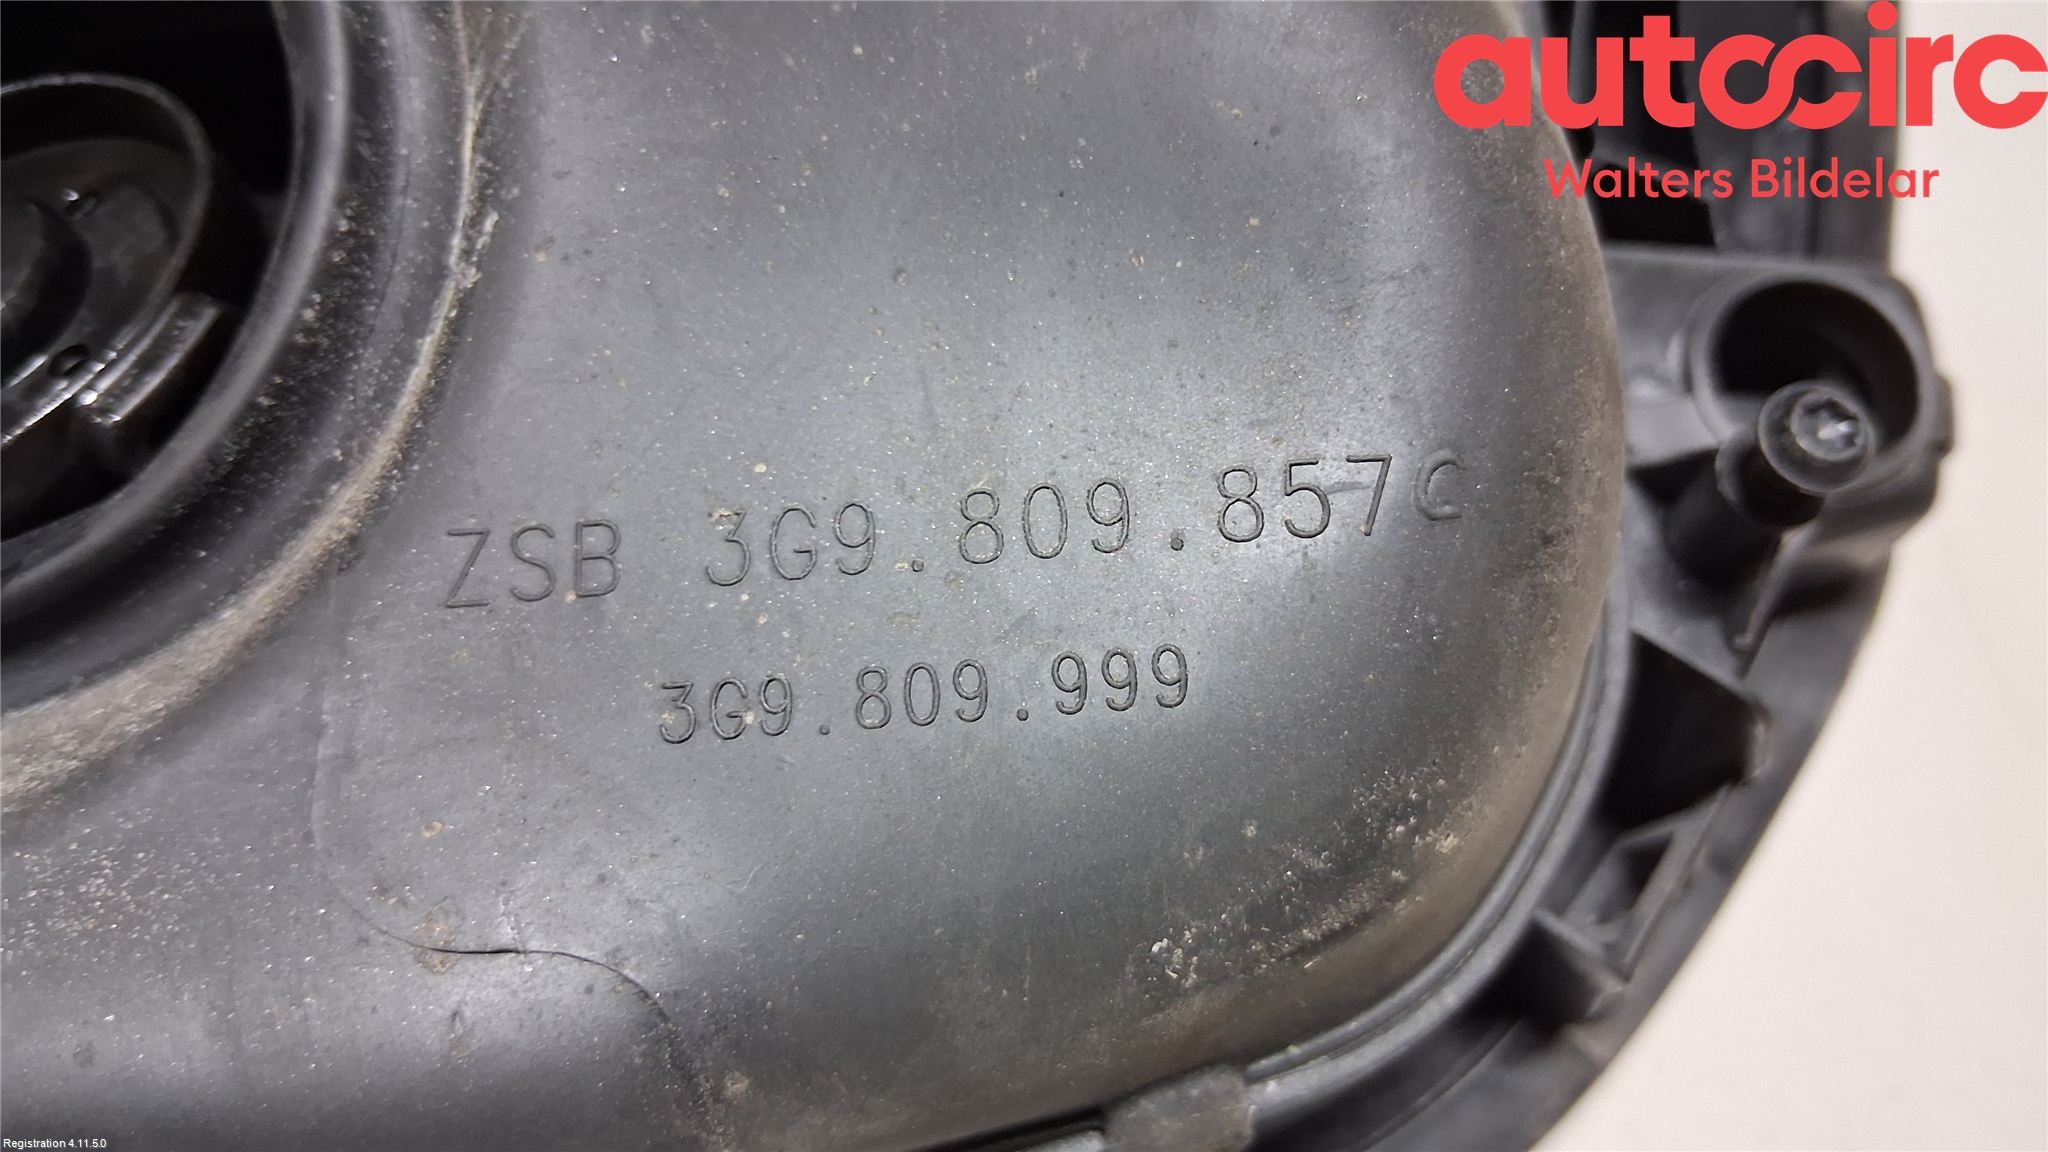 autocirc
Walters Bildelar
ZSB 3G9.809.857C
3G9.809.999
Registration 4.11.5.0